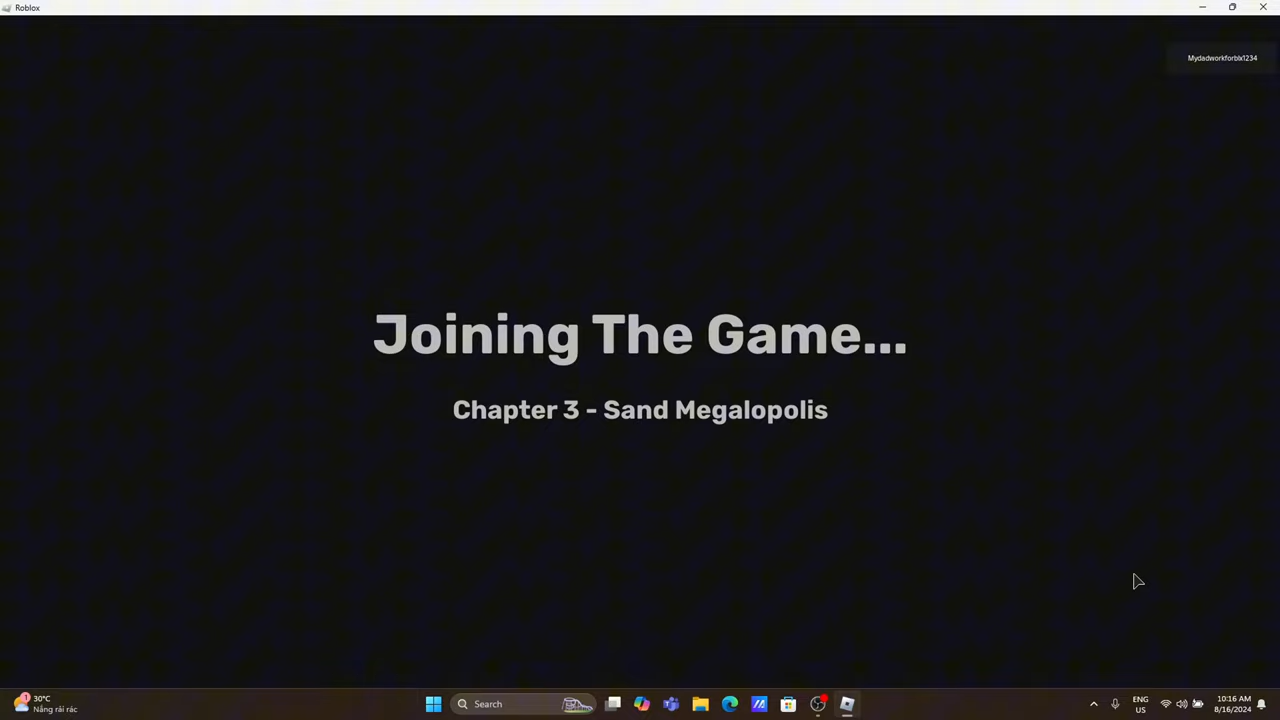 Roblox
Mydadworkforblx1234
Joining The Game...
Chapter 3 - Sand Megalopolis
1
30°C
Nắng rải rác
Search
ENG
US
10:16 AM
8/16/2024